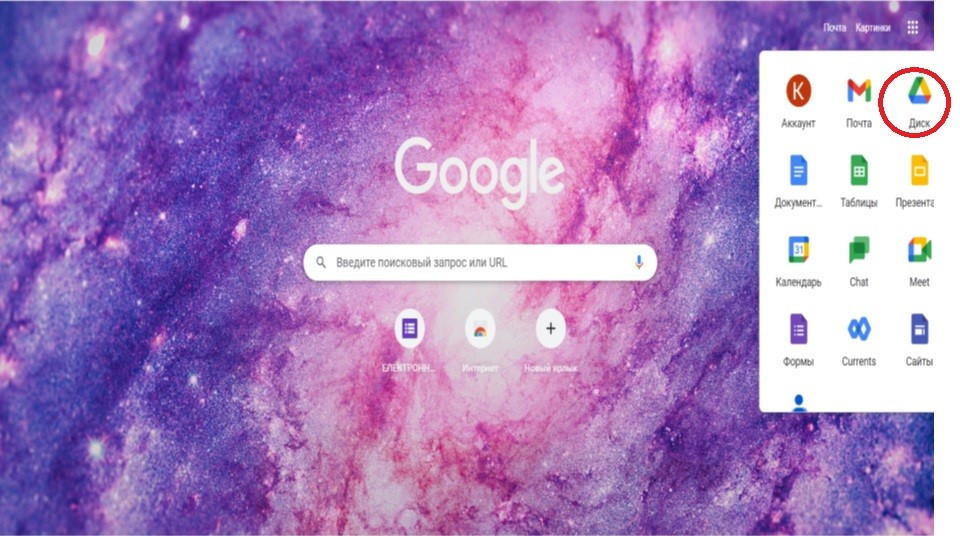 Почта Картинки
Google
Введите поисковый запрос или URL
ЕЛЕКТРОНН... Интернет Новый ярлык
K
Аккаунт Почта Диск
Документ... Таблицы Презента
31
Календарь Chat Meet
Формы Currents Сайты